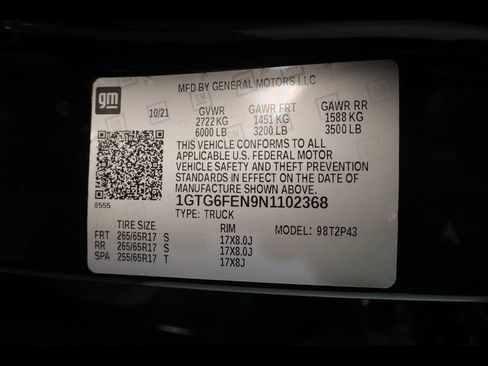 MFD.BY GENERAL MOTORS LLC
gm
10/21 GVWR GAWR FRT GAWR RR
2722 KG 1451 KG 1588 KG
6000 LB 3200 LB 3500 LB
THIS VEHICLE CONFORMS TO ALL
APPLICABLE U.S. FEDERAL MOTOR
VEHICLE SAFETY AND THEFT PREVENTION
STANDARDS IN EFFECT ON THE DATE OF
MANUFACTURE SHOWN ABOVE.
8555
1GTG6FEN9N1102368
TYPE: TRUCK
TIRE SIZE RIM MODEL: 98T2P43
FRT 265/65R17 S 17X8.0J
RR 265/65R17 S 17X8.0J
SPA 255/65R17 T 17X8J